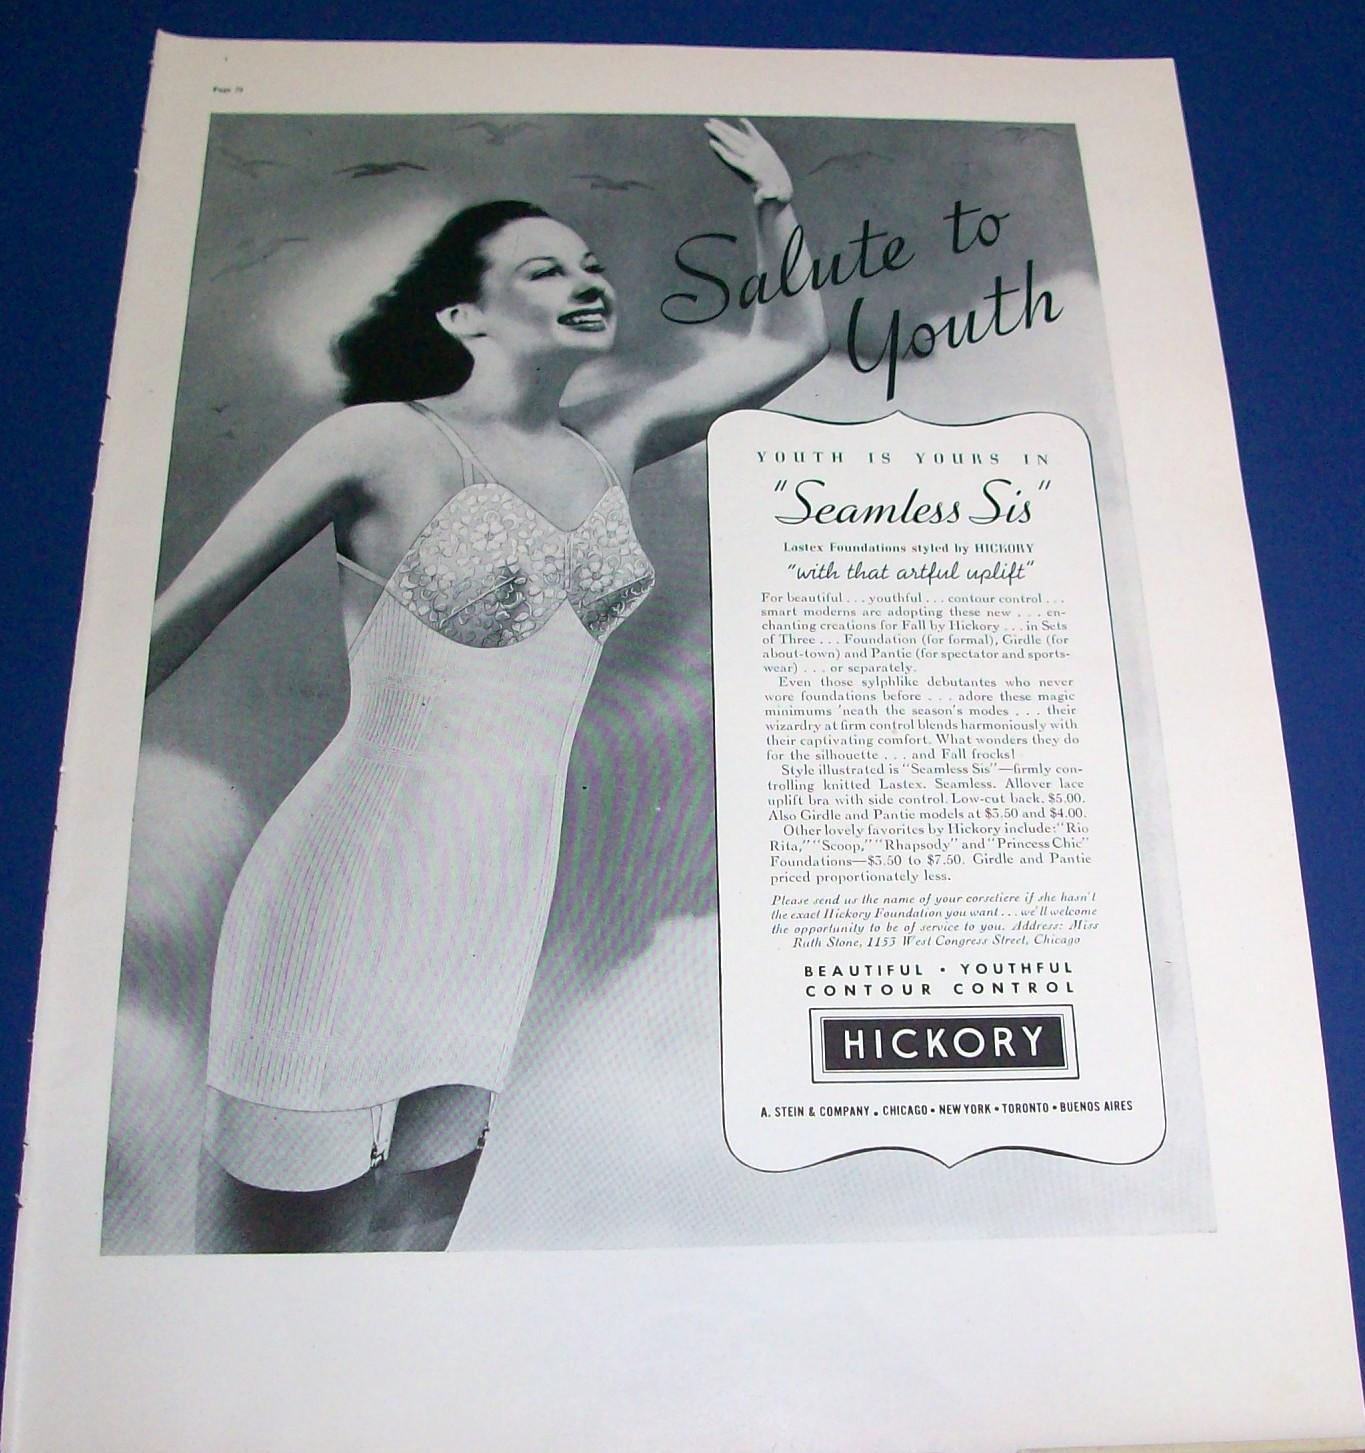 Page 79
Salute to
Youth
YOUTH IS YOURS IN
"Seamless Sis"
Lastex Foundations styled by HICKORY
"with that artful uplift"
For beautiful . . . youthful . . . contour control . . .
smart moderns are adopting these new . . . en-
chanting creations for Fall by Hickory . . . in Sets
of Three . . . Foundation (for formal), Girdle (for
about-town) and Pantie (for spectator and sports-
wear) . . . or separately.
Even those sylphlike debutantes who never
wore foundations before . . . adore these magic
minimums 'neath the season's modes . . . their
wizardry at firm control blends harmoniously with
their captivating comfort. What wonders they do
for the silhouette . . . and Fall frocks!
Style illustrated is "Seamless Sis"—firmly con-
trolling knitted Lastex. Seamless. Allover lace
uplift bra with side control. Low-cut back. $5.00.
Also Girdle and Pantie models at $3.50 and $4.00.
Other lovely favorites by Hickory include: "Rio
Rita," "Scoop," "Rhapsody" and "Princess Chic"
Foundations—$3.50 to $7.50. Girdle and Pantie
priced proportionately less.
Please send us the name of your corsetiere if she hasn't
the exact Hickory Foundation you want . . . we'll welcome
the opportunity to be of service to you. Address: Miss
Ruth Stone, 1153 West Congress Street, Chicago
BEAUTIFUL • YOUTHFUL
CONTOUR CONTROL
HICKORY
A. STEIN & COMPANY • CHICAGO • NEW YORK • TORONTO • BUENOS AIRES